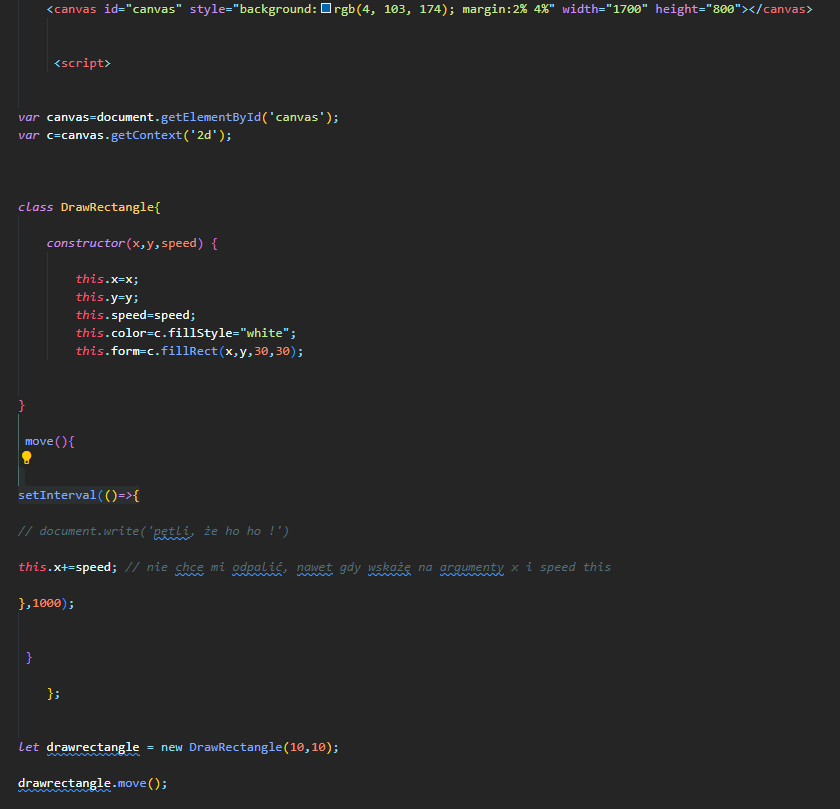 <canvas id="canvas" style="background:rgb(4, 103, 174); margin:2% 4%" width="1700" height="800"></canvas>
<script>
var canvas=document.getElementById('canvas');
var c=canvas.getContext('2d');
class DrawRectangle{
constructor(x,y,speed) {
this.x=x;
this.y=y;
this.speed=speed;
this.color=c.fillStyle="white";
this.form=c.fillRect(x,y,30,30);
}
move(){
setInterval(()=>{
// document.write('pętli, że ho ho !')
this.x+=speed; // nie chce mi odpalić, nawet gdy wskażę na argumenty x i speed this
},1000);
}
};
let drawrectangle = new DrawRectangle(10,10);
drawrectangle.move();